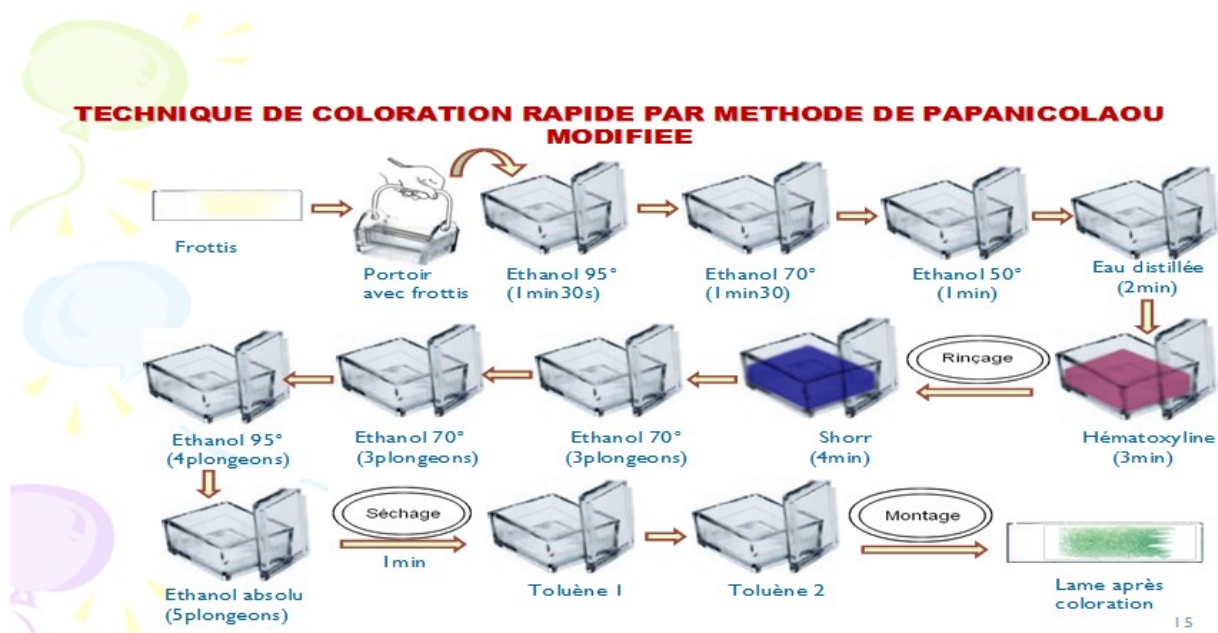 TECHNIQUE DE COLORATION RAPIDE PAR METHODE DE PAPANICOLAOU
MODIFIEE
Frottis
Portoir
avec frottis
Ethanol 95°
(1min30s)
Ethanol 70°
(1min30)
Ethanol 50°
(1min)
Eau distillée
(2min)
Hématoxyline
(3min)
Rinçage
Shorr
(4min)
Ethanol 70°
(3plongeons)
Ethanol 70°
(3plongeons)
Ethanol 95°
(4plongeons)
Ethanol absolu
(5plongeons)
Séchage
1min
Toluène 1
Toluène 2
Montage
Lame après
coloration
15